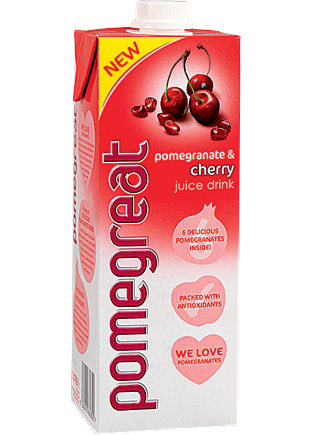 NEW
pomegreat
pomegranate &
cherry
juice drink
6 DELICIOUS
POMEGRANATES
INSIDE!
PACKED WITH
ANTIOXIDANTS
WE LOVE
POMEGRANATES